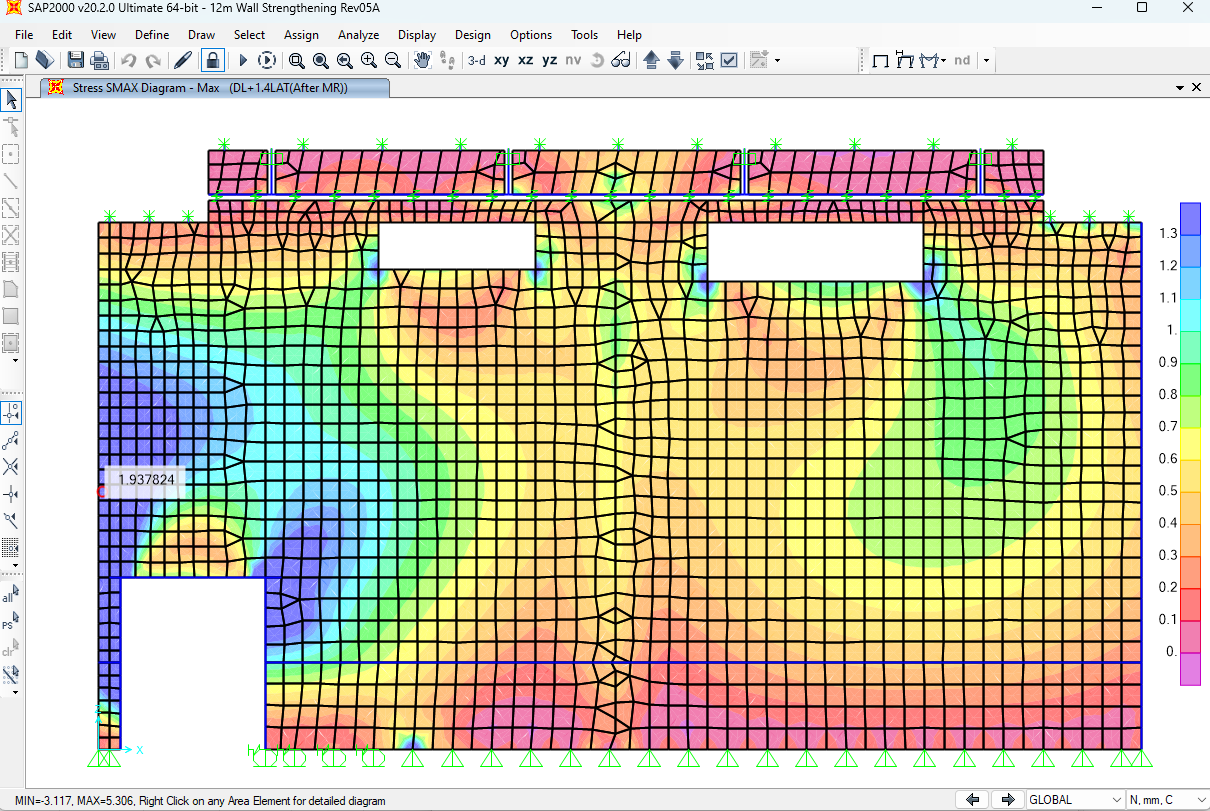 SAP2000 v20.2.0 Ultimate 64-bit - 12m Wall Strengthening Rev05A
File Edit View Define Draw Select Assign Analyze Display Design Options Tools Help
3-d xy xz yz nv nd
Stress SMAX Diagram - Max (DL+1.4LAT(After MR))
1.3
1.2
1.1
1.
0.9
0.8
0.7
0.6
0.5
0.4
0.3
0.2
0.1
0.
1.937824
all
PS
clr
X
MIN=-3.117, MAX=5.306, Right Click on any Area Element for detailed diagram
GLOBAL
N, mm, C